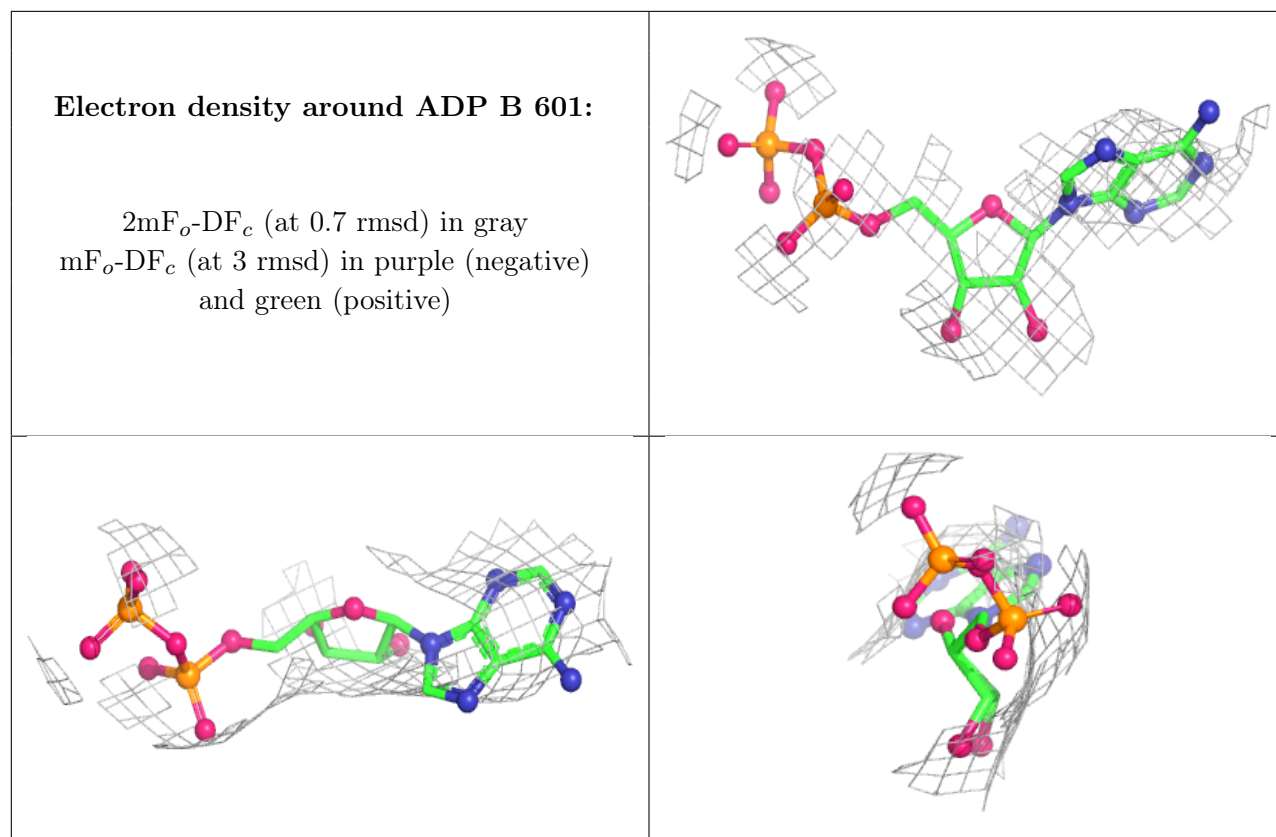 Electron density around ADP B 601:
2mFo-DFc (at 0.7 rmsd) in gray
mFo-DFc (at 3 rmsd) in purple (negative)
and green (positive)